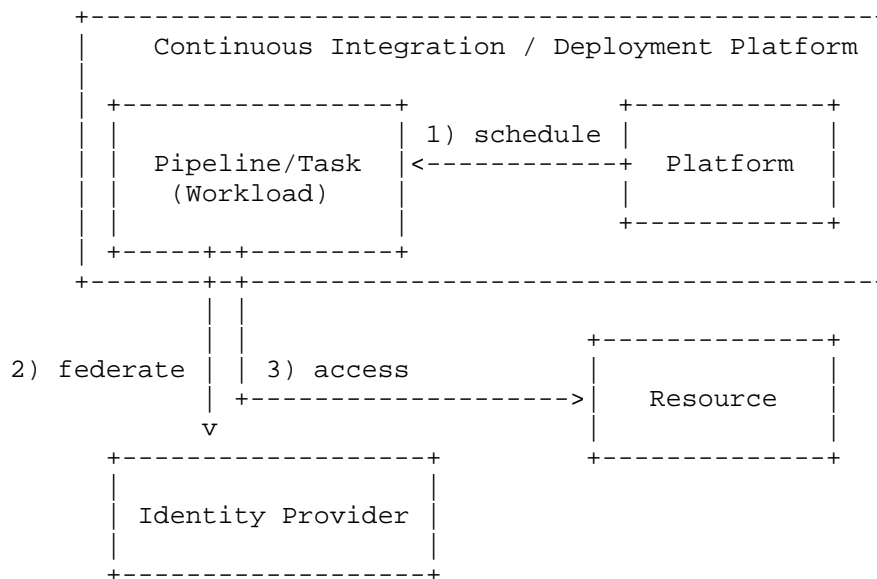 Continuous Integration / Deployment Platform
1) schedule
Pipeline/Task
(Workload)
Platform
2) federate
3) access
Resource
Identity Provider